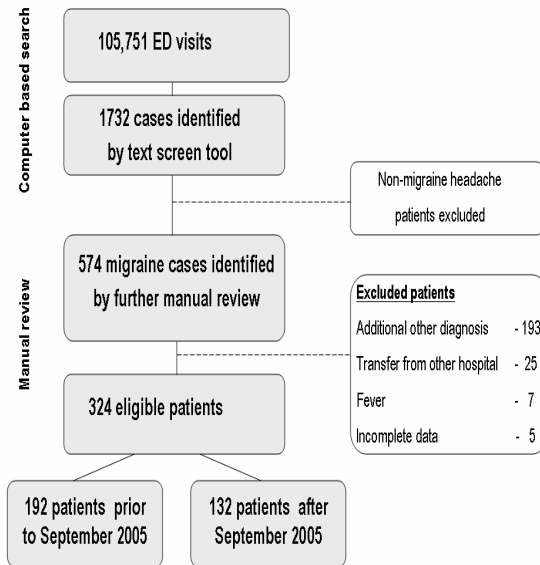 Computer based search
105,751 ED visits
1732 cases identified
by text screen tool
Non-migraine headache
patients excluded
Manual review
574 migraine cases identified
by further manual review
Excluded patients
Additional other diagnosis - 193
Transfer from other hospital - 25
Fever - 7
Incomplete data - 5
324 eligible patients
192 patients prior
to September 2005
132 patients after
September 2005